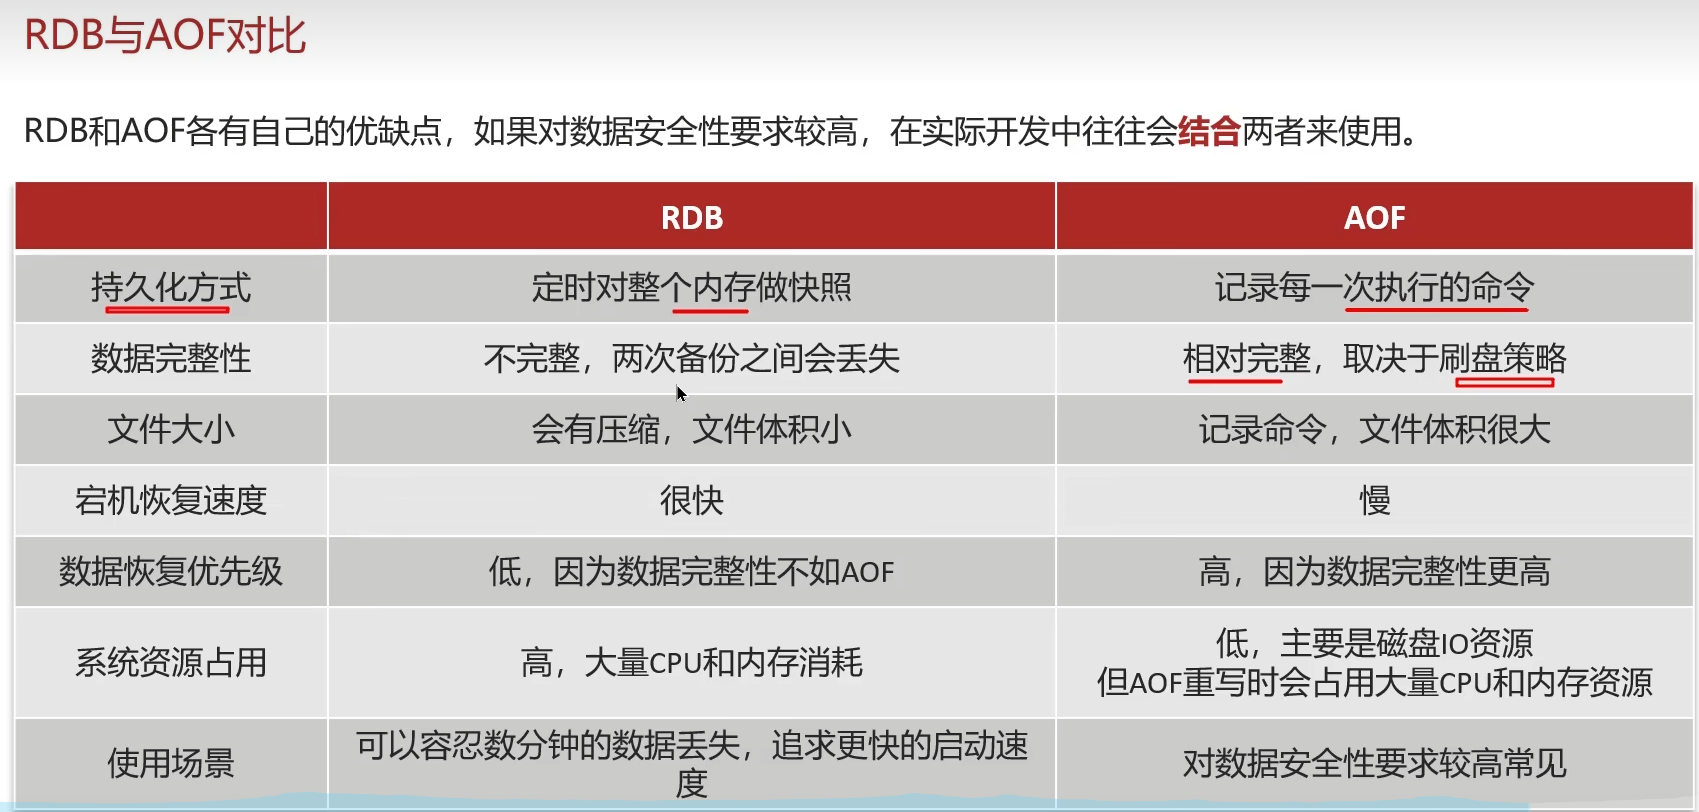 RDB与AOF对比
RDB和AOF各有自己的优缺点，如果对数据安全性要求较高，在实际开发中往往会结合两者来使用。
RDB AOF
持久化方式 定时对整个内存做快照 记录每一次执行的命令
数据完整性 不完整，两次备份之间会丢失 相对完整，取决于刷盘策略
文件大小 会有压缩，文件体积小 记录命令，文件体积很大
宕机恢复速度 很快 慢
数据恢复优先级 低，因为数据完整性不如AOF 高，因为数据完整性更高
系统资源占用 高，大量CPU和内存消耗 低，主要是磁盘IO资源
但AOF重写时会占用大量CPU和内存资源
使用场景 可以容忍数分钟的数据丢失，追求更快的启动速
度 对数据安全性要求较高常见